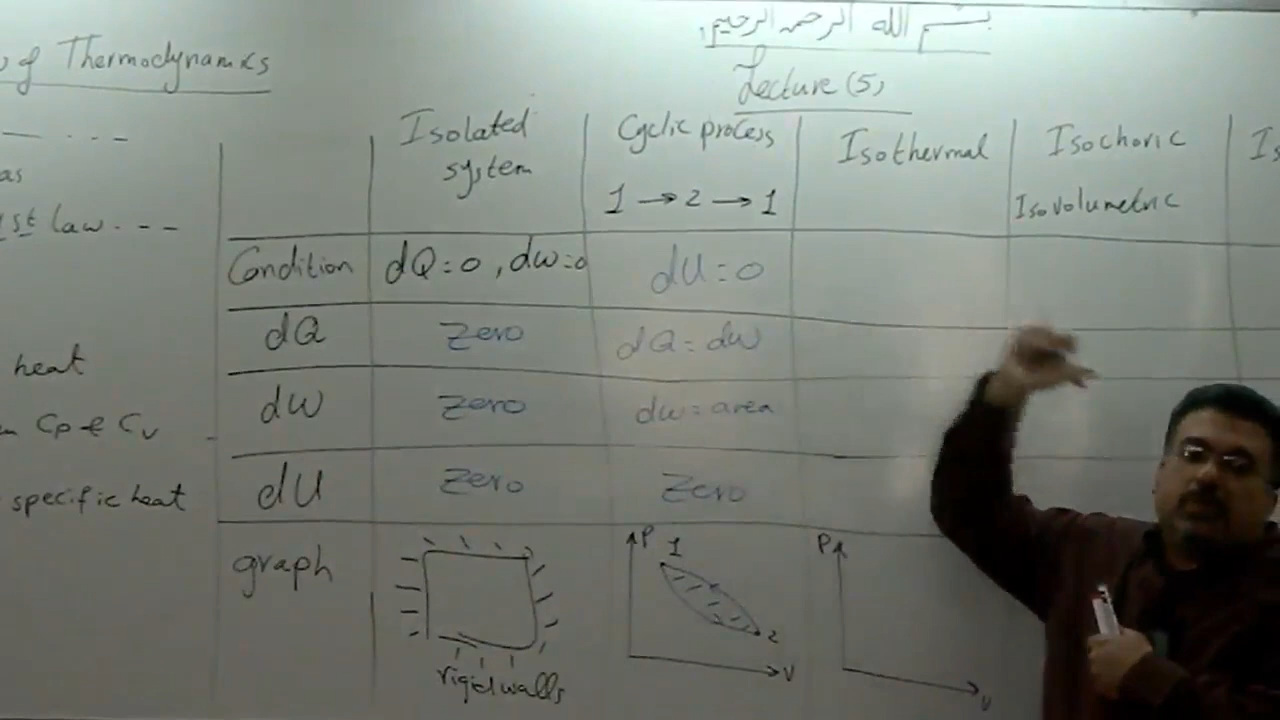 بسم الله الرحمن الرحيم
Lecture (5)
of Thermodynamics
— - - -
as
1st law - - -
heat
Cp & Cv
specific heat
Isolated system Cyclic process 1 → 2 → 1 Isothermal Isochoric Isovolumetric Is
Condition dQ=0, dw=0 dU=0
dQ Zero dQ=dw
dw Zero dw=area
dU Zero Zero
graph
rigid walls
P 1 2 V
P V